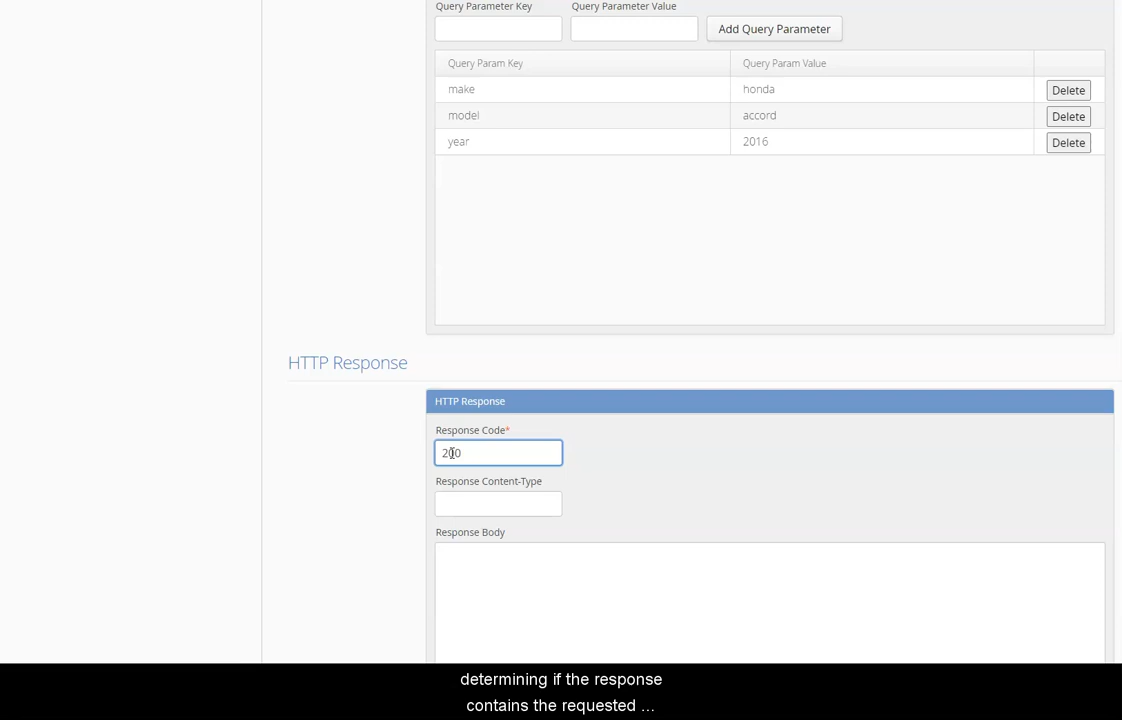 Query Parameter Key Query Parameter Value
Add Query Parameter
Query Param Key Query Param Value
make honda Delete
model accord Delete
year 2016 Delete
HTTP Response
HTTP Response
Response Code*
200
Response Content-Type
Response Body
determining if the response
contains the requested ...